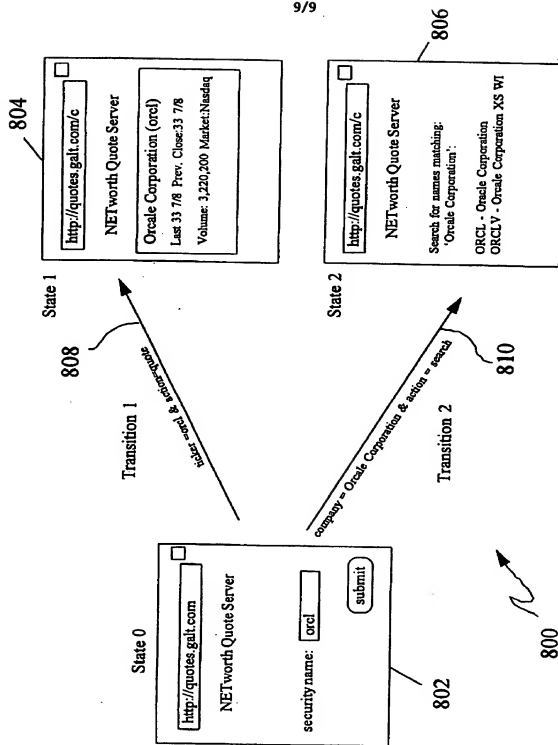 9/9
State 0
http://quotes.galt.com
NETworth Quote Server
security name: orcl
submit
802
800
Transition 1
ticker = orcl & action=quote
808
Transition 2
company = Orcale Corporation & action = search
810
State 1
804
http://quotes.galt.com/c
NETworth Quote Server
Orcale Corporation (orcl)
Last 33 7/8 Prev. Close:33 7/8
Volume: 3,220,200 Market:Nasdaq
State 2
806
http://quotes.galt.com/c
NETworth Quote Server
Search for names matching:
'Orcale Corporation':
ORCL - Oracle Corporation
ORCLV - Orcale Corporation XS WI